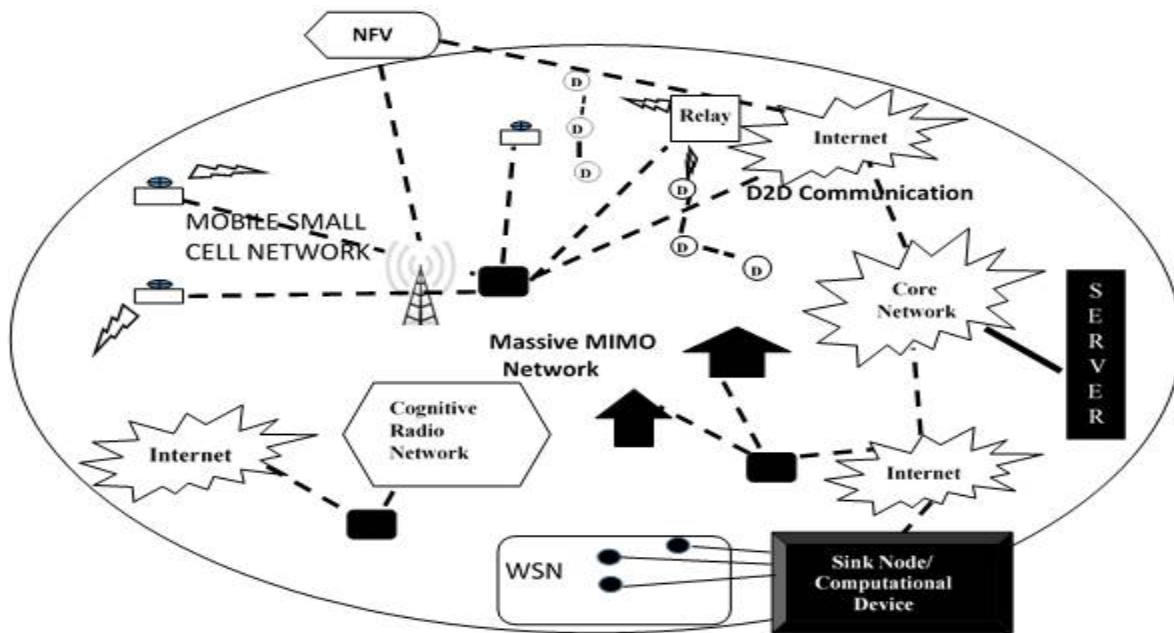 NFV
D
D
D
Relay
Internet
D
D
D
D2D Communication
MOBILE SMALL
CELL NETWORK
Core
Network
SERVER
Massive MIMO
Network
Cognitive
Radio
Network
Internet
Internet
WSN
Sink Node/
Computational
Device